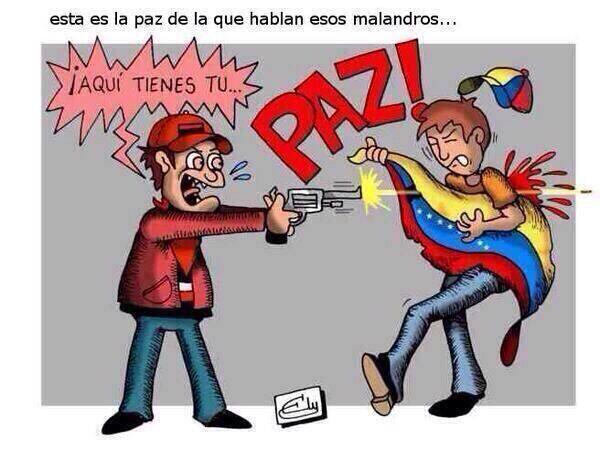 esta es la paz de la que hablan esos malandros...
¡AQUÍ TIENES TU...
PAZ!